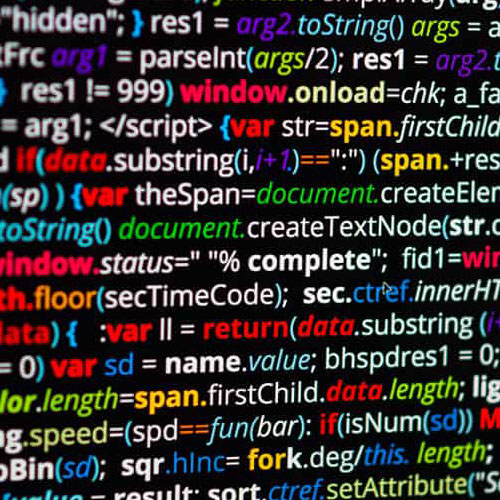 "hidden"; } res1 = arg2.toString() args = a
tFrc arg1 = parseInt(args/2); res1 = arg2.t
} res1 != 999) window.onload=chk; a_fa
= arg1; </script> {var str=span.firstChild
d if(data.substring(i,i+1)==":") (span.+res
(sp) ) {var theSpan=document.createEler
toString() document.createTextNode(str.c
window.status=" "% complete"; fid1=win
th.floor(secTimeCode); sec.ctref.innerHT
data) { :var ll = return(data.substring (i+
= 0) var sd = name.value; bhspdres1 = 0;
lor.length=span.firstChild.data.length; lig
ng.speed=(spd==fun(bar): if(isNum(sd)) M
oBin(sd); sqr.hInc= fork.deg/this. length;
value = result; sort.ctref.setAttribute("S